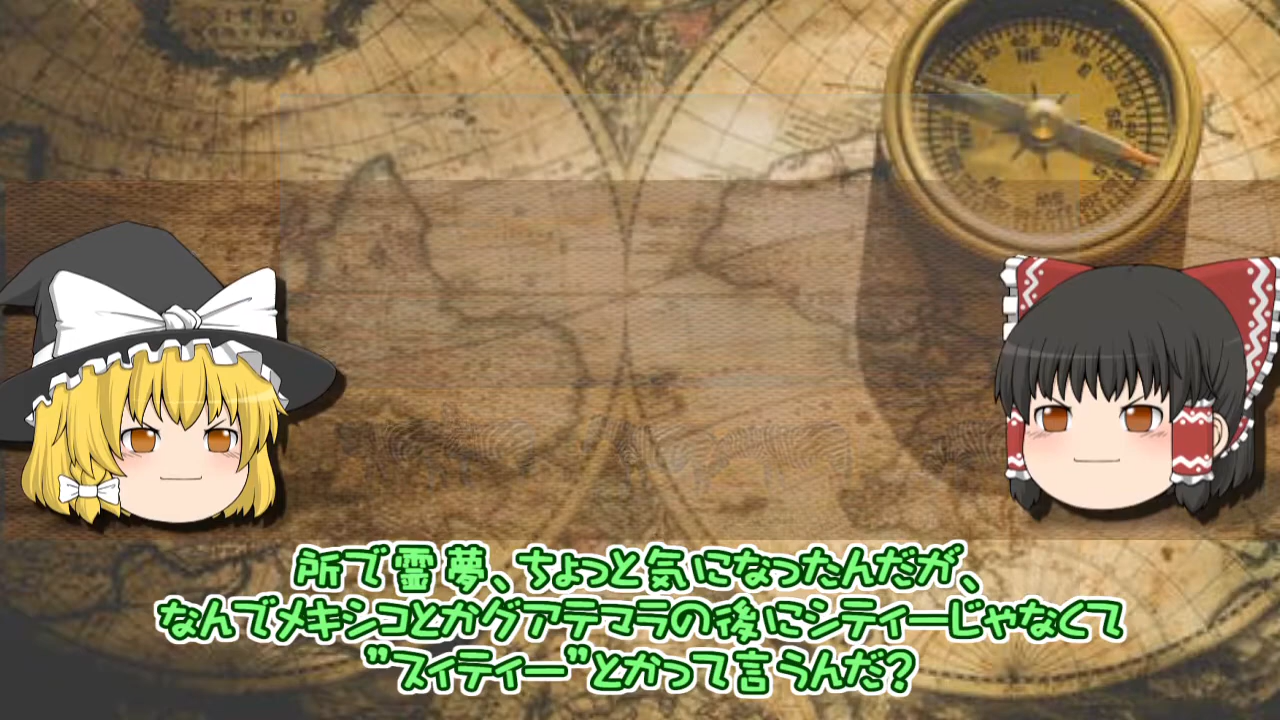 所で霊夢、ちょっと気になったんだが、
なんでメキシコとかグアテマラの後にシティーじゃなくて
”スィティー”とかって言うんだ？